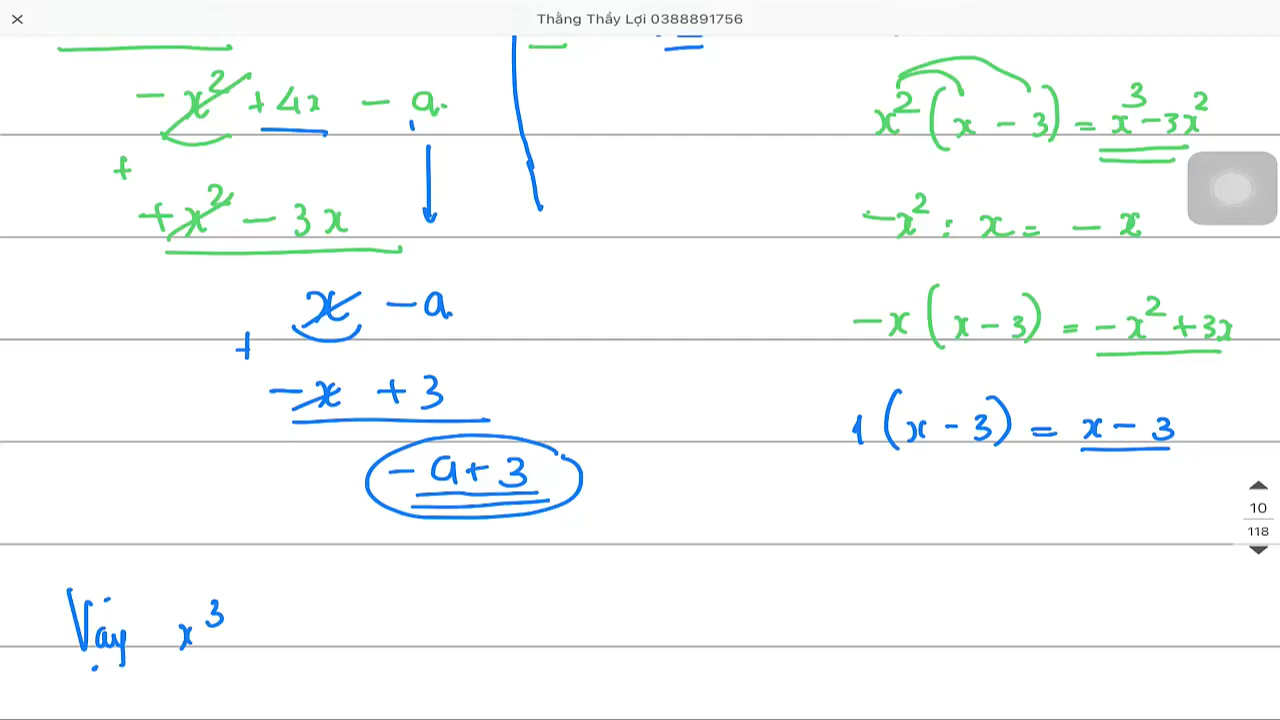 × Thằng Thầy Lợi 0388891756
- x² + 4x - a
+
+x² - 3x
x - a
+
-x + 3
- a + 3
Vậy x³
x²(x - 3) = x³ - 3x²
-x² : x = - x
-x(x - 3) = -x² + 3x
1(x - 3) = x - 3
10
118